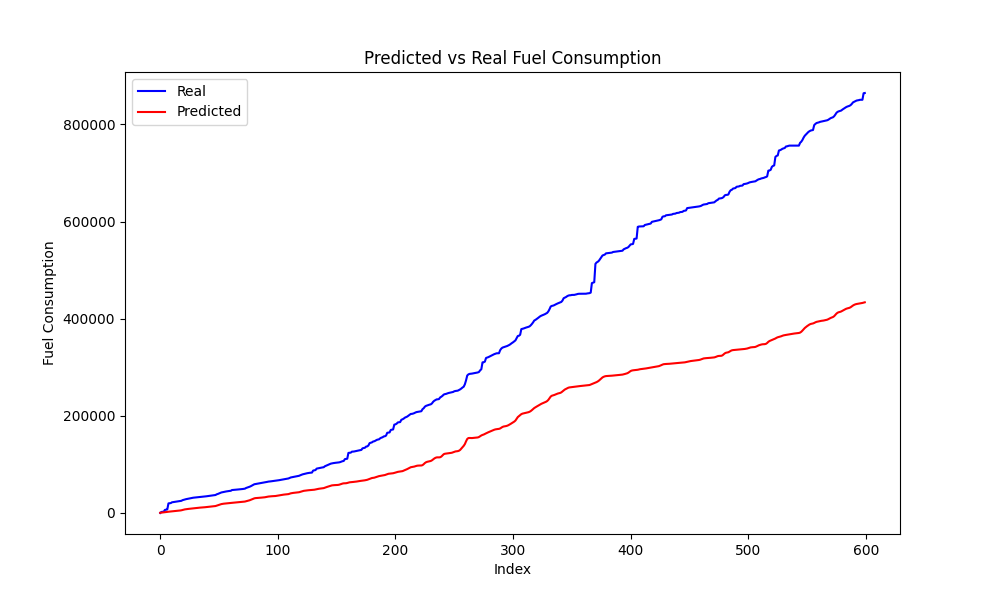 Predicted vs Real Fuel Consumption
Real
Predicted
Fuel Consumption
800000
600000
400000
200000
0
0 100 200 300 400 500 600
Index